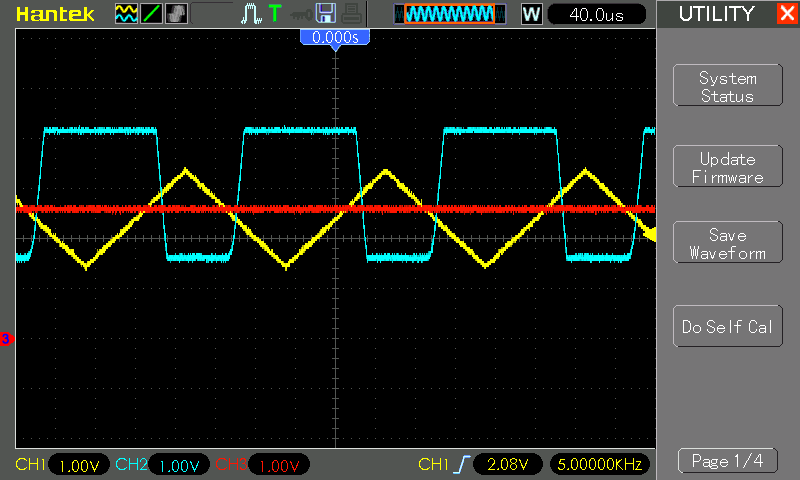 Hantek
T
W
40.0us
UTILITY
0.000s
System
Status
Update
Firmware
Save
Waveform
Do Self Cal
3
CH1 1.00V CH2 1.00V CH3 1.00V CH1 2.08V 5.00000KHz
Page 1/4